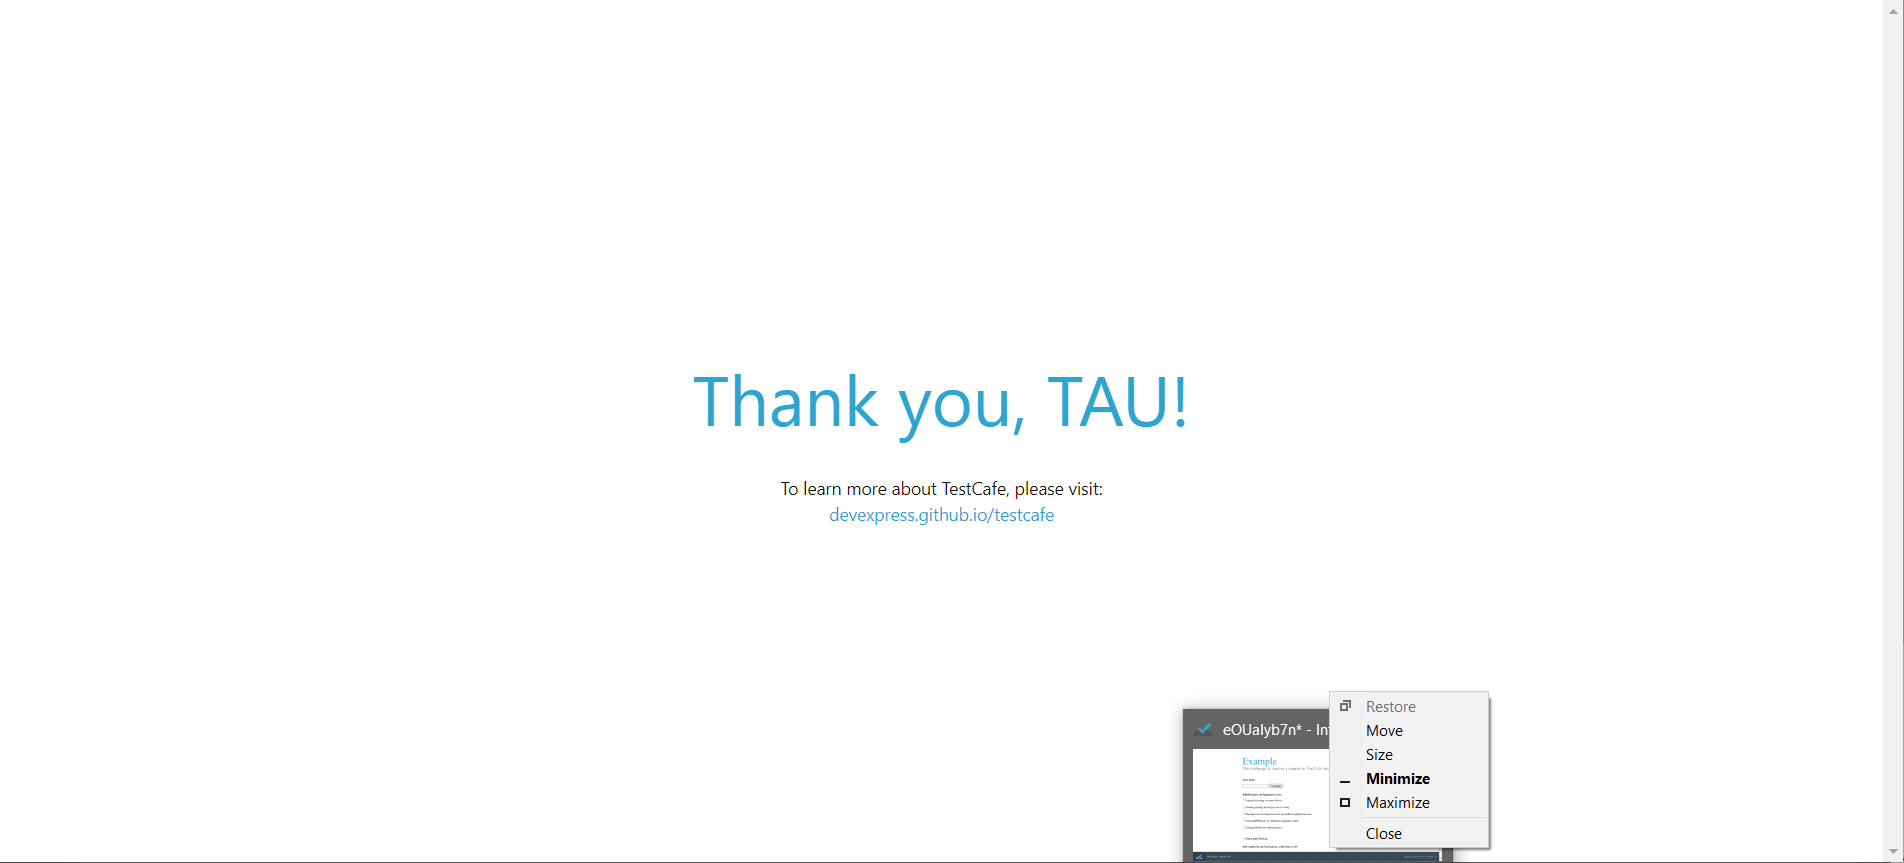 Thank you, TAU!
To learn more about TestCafe, please visit:
devexpress.github.io/testcafe
eOUalyb7n* - In
Example
Restore
Move
Size
Minimize
Maximize
Close